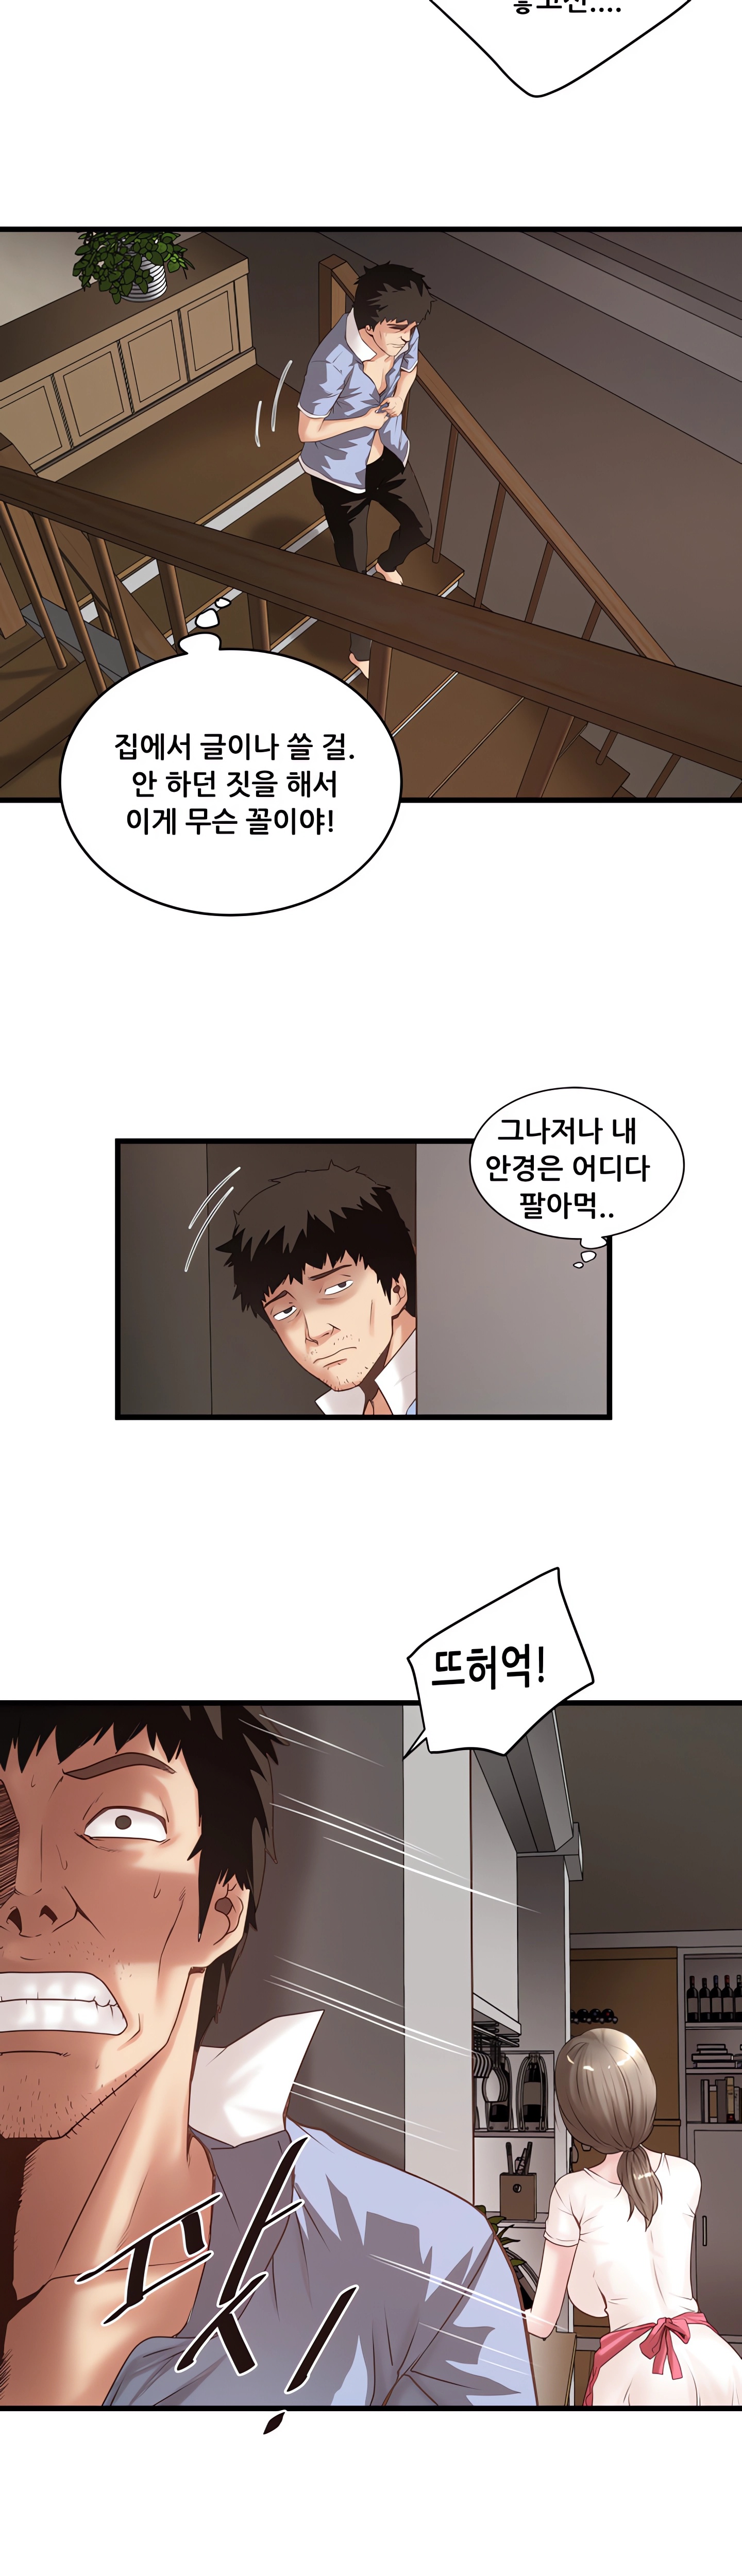 집에서 글이나 쓸 걸.
안 하던 짓을 해서
이게 무슨 꼴이야!
그나저나 내
안경은 어디다
팔아먹..
뜨허억!